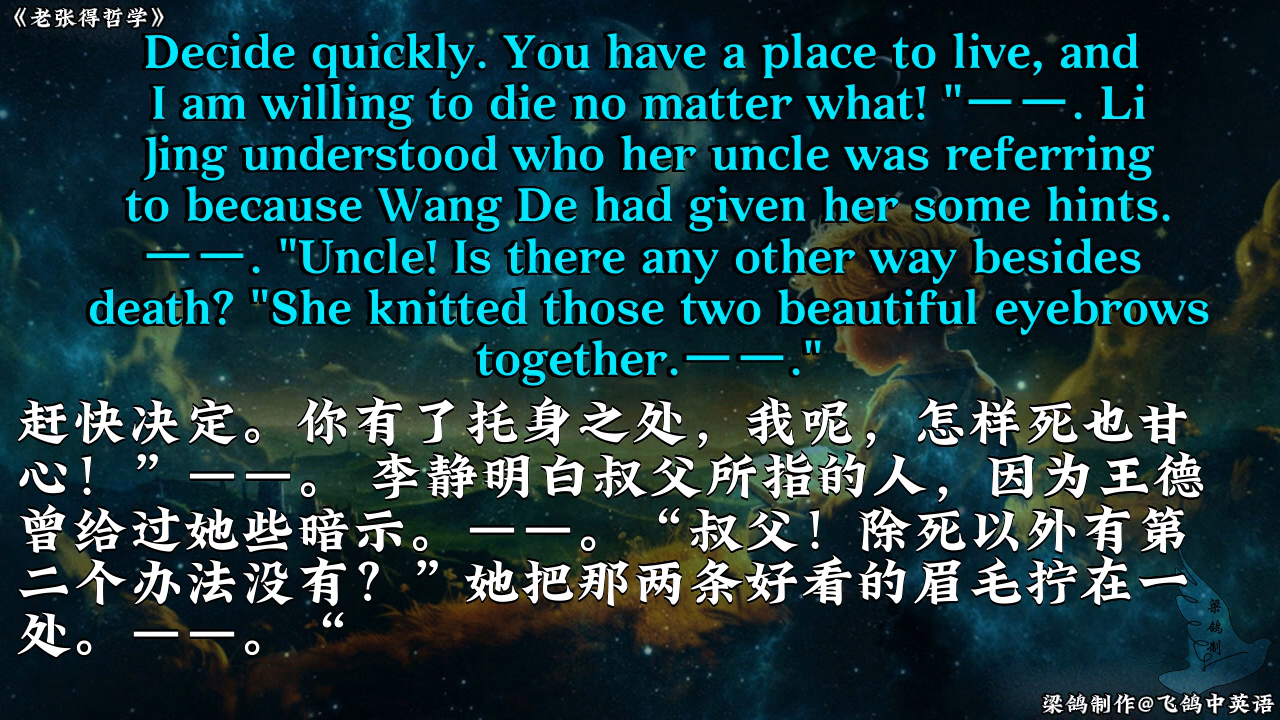 《老张得哲学》
Decide quickly. You have a place to live, and
I am willing to die no matter what! "——. Li
Jing understood who her uncle was referring
to because Wang De had given her some hints.
——. "Uncle! Is there any other way besides
death? "She knitted those two beautiful eyebrows
together.——."
赶快决定。你有了托身之处，我呢，怎样死也甘
心！”——。 李静明白叔父所指的人，因为王德
曾给过她些暗示。——。“叔父！除死以外有第
二个办法没有？”她把那两条好看的眉毛拧在一
处。——。“
梁
鸽
制
梁鸽制作@飞鸽中英语